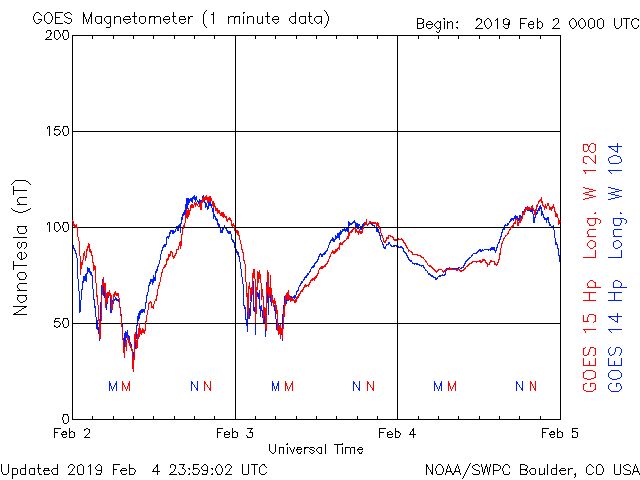 GOES Magnetometer (1 minute data)
Begin: 2019 Feb 2 0000 UTC
200
150
100
50
0
NanoTesla (nT)
M M N N M M N N M M N N
Feb 2 Feb 3 Feb 4 Feb 5
Universal Time
GOES 15 Hp Long. W 128
GOES 14 Hp Long. W 104
Updated 2019 Feb 4 23:59:02 UTC
NOAA/SWPC Boulder, CO USA